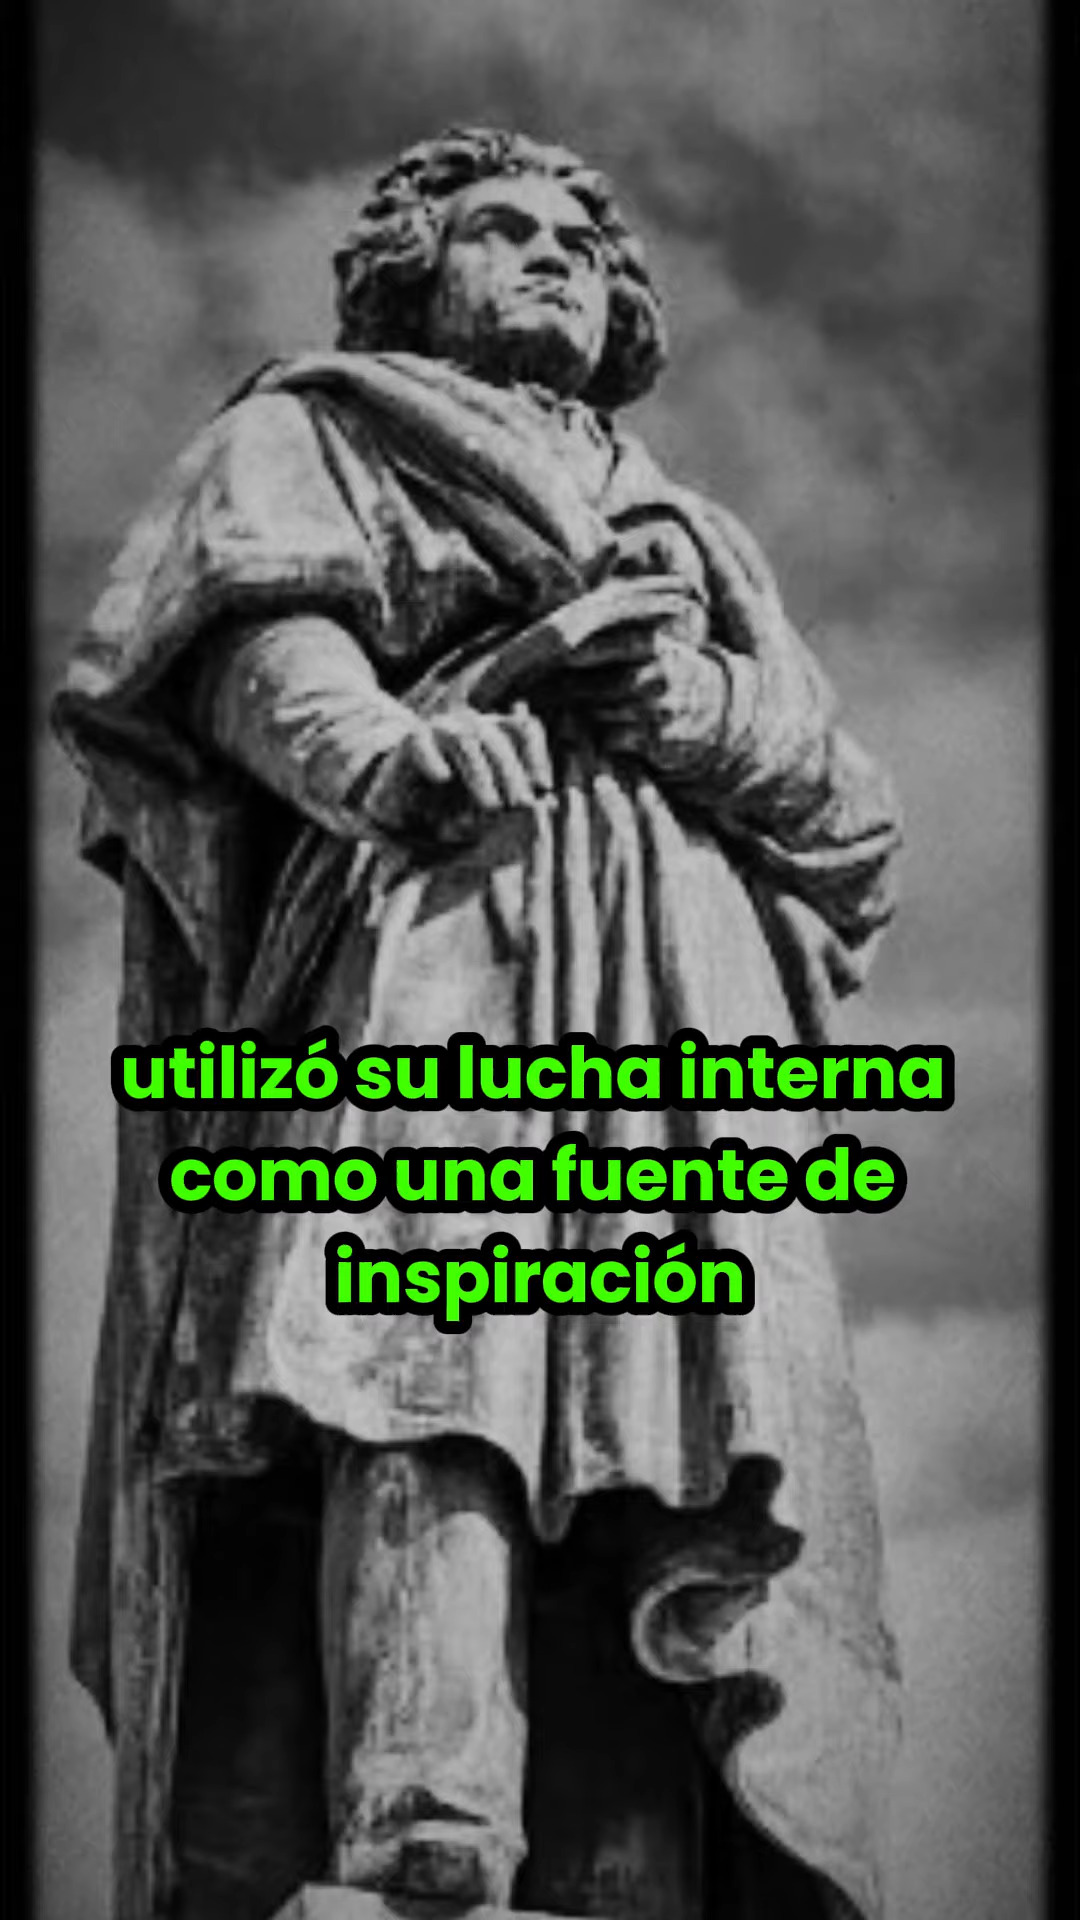 utilizó su lucha interna
como una fuente de
inspiración